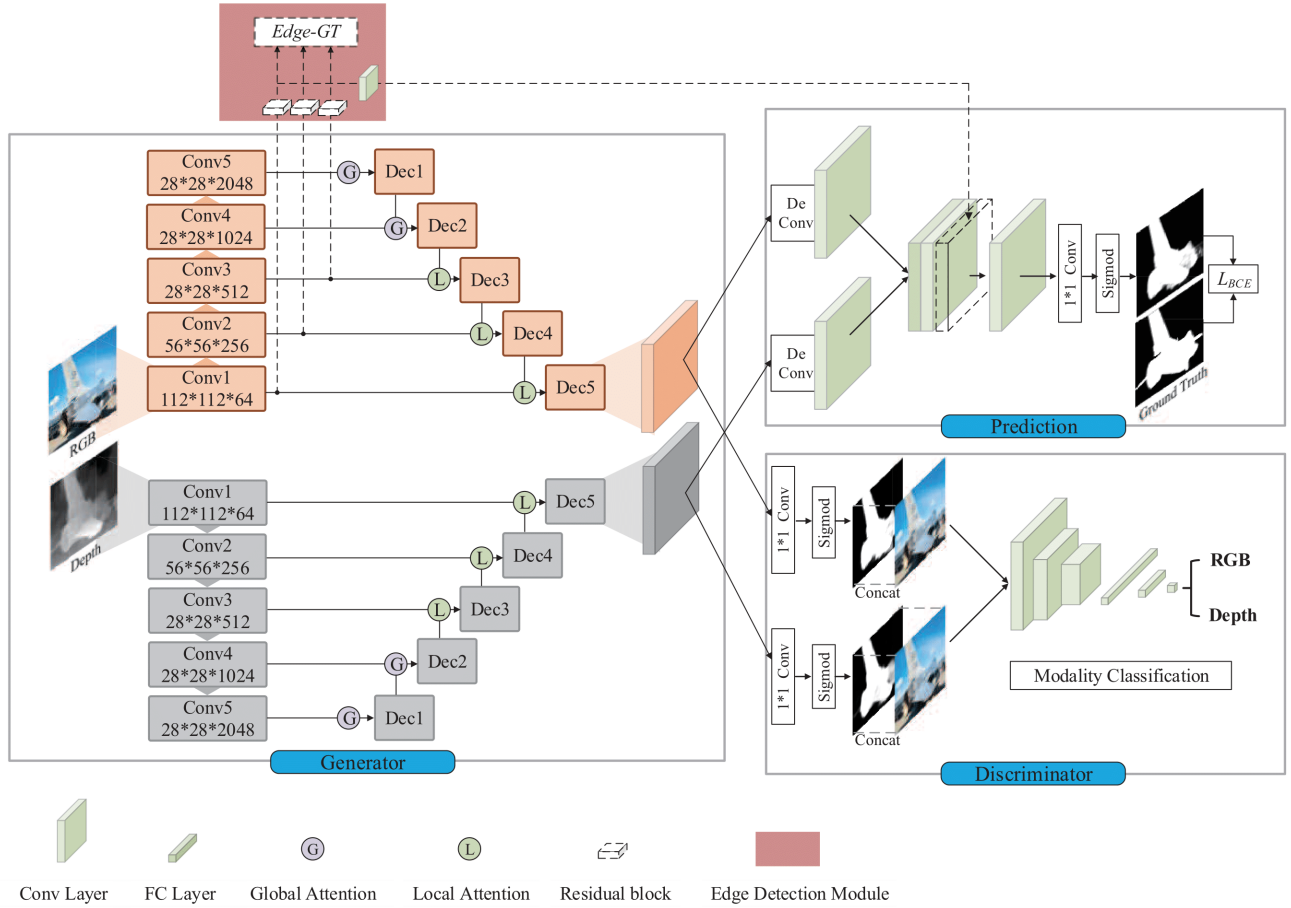 Edge-GT
Conv5
28*28*2048
G
Dec1
Conv4
28*28*1024
G
Dec2
Conv3
28*28*512
L
Dec3
Conv2
56*56*256
L
Dec4
Conv1
112*112*64
L
Dec5
RGB
Depth
Conv1
112*112*64
L
Dec5
Conv2
56*56*256
L
Dec4
Conv3
28*28*512
L
Dec3
Conv4
28*28*1024
G
Dec2
Conv5
28*28*2048
G
Dec1
Generator
De
Conv
De
Conv
1*1 Conv
Sigmod
L_BCE
Ground Truth
Prediction
1*1 Conv
Sigmod
Concat
1*1 Conv
Sigmod
Concat
RGB
Depth
Modality Classification
Discriminator
G
L
Conv Layer
FC Layer
Global Attention
Local Attention
Residual block
Edge Detection Module